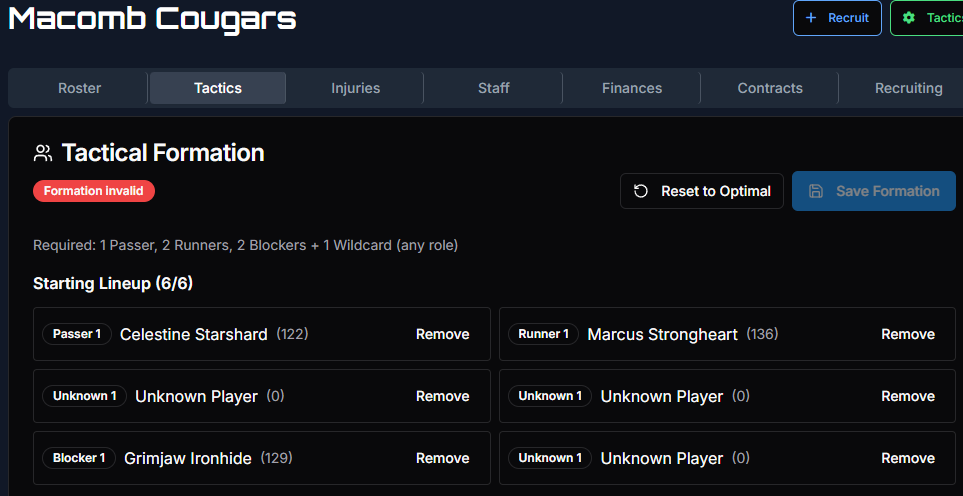 Macomb Cougars
+ Recruit
Tactics
Roster
Tactics
Injuries
Staff
Finances
Contracts
Recruiting
Tactical Formation
Formation invalid
Reset to Optimal
Save Formation
Required: 1 Passer, 2 Runners, 2 Blockers + 1 Wildcard (any role)
Starting Lineup (6/6)
Passer 1 Celestine Starshard (122) Remove
Runner 1 Marcus Strongheart (136) Remove
Unknown 1 Unknown Player (0) Remove
Unknown 1 Unknown Player (0) Remove
Blocker 1 Grimjaw Ironhide (129) Remove
Unknown 1 Unknown Player (0) Remove